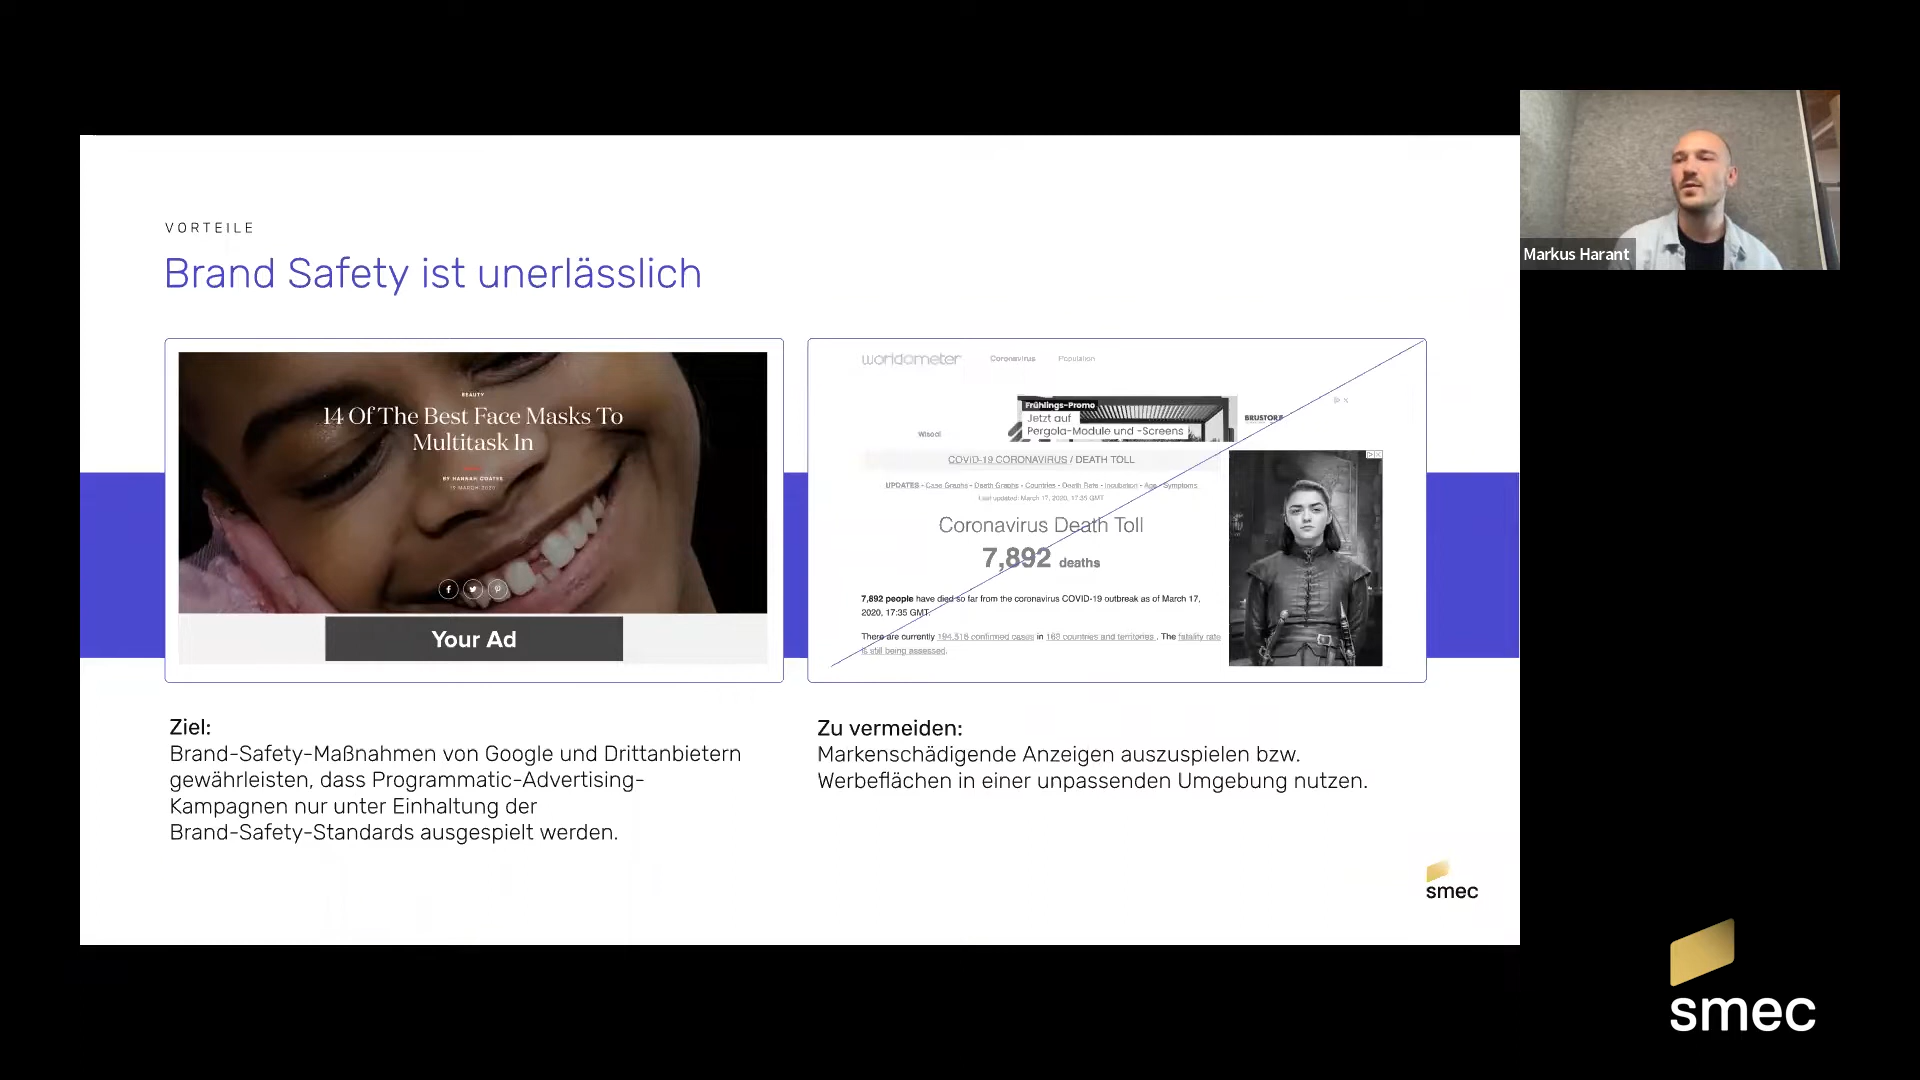 VORTEILE
Brand Safety ist unerlässlich
BEAUTY
14 Of The Best Face Masks To
Multitask In
BY HANNAH COATES
19 MARCH 2020
Your Ad
worldometer
Coronavirus
Population
Frühlings-Promo
Jetzt auf
Pergola-Module und -Screens
BRUSTOR
COVID-19 CORONAVIRUS / DEATH TOLL
UPDATES - Case Graphs - Death Graphs - Countries - Death Rate - Incubation - Age - Symptoms
Last updated: March 17, 2020, 17:35 GMT
Coronavirus Death Toll
7,892 deaths
7,892 people have died so far from the coronavirus COVID-19 outbreak as of March 17,
2020, 17:35 GMT.
There are currently 194,516 confirmed cases in 163 countries and territories. The fatality rate
is still being assessed.
Ziel:
Brand-Safety-Maßnahmen von Google und Drittanbietern
gewährleisten, dass Programmatic-Advertising-
Kampagnen nur unter Einhaltung der
Brand-Safety-Standards ausgespielt werden.
Zu vermeiden:
Markenschädigende Anzeigen auszuspielen bzw.
Werbeflächen in einer unpassenden Umgebung nutzen.
smec
Markus Harant
smec